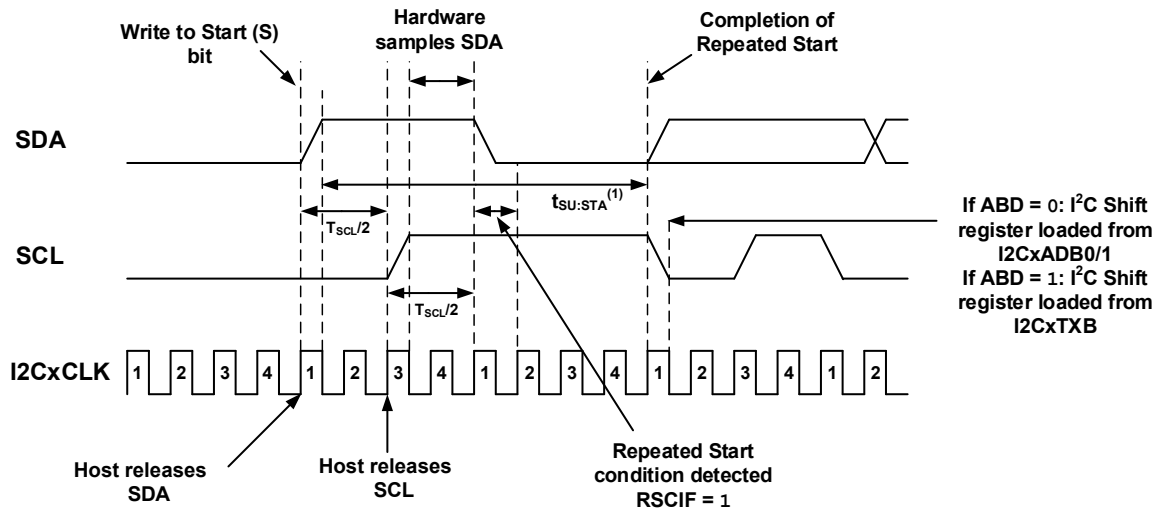 Write to Start (S)
bit
Hardware
samples SDA
Completion of
Repeated Start
SDA
tSU:STA(1)
TSCL/2
SCL
TSCL/2
If ABD = 0: I2C Shift
register loaded from
I2CxADB0/1
If ABD = 1: I2C Shift
register loaded from
I2CxTXB
I2CxCLK
1 2 3 4 1 2 3 4 1 2 3 4 1 2 3 4 1 2
Host releases
SDA
Host releases
SCL
Repeated Start
condition detected
RSCIF = 1